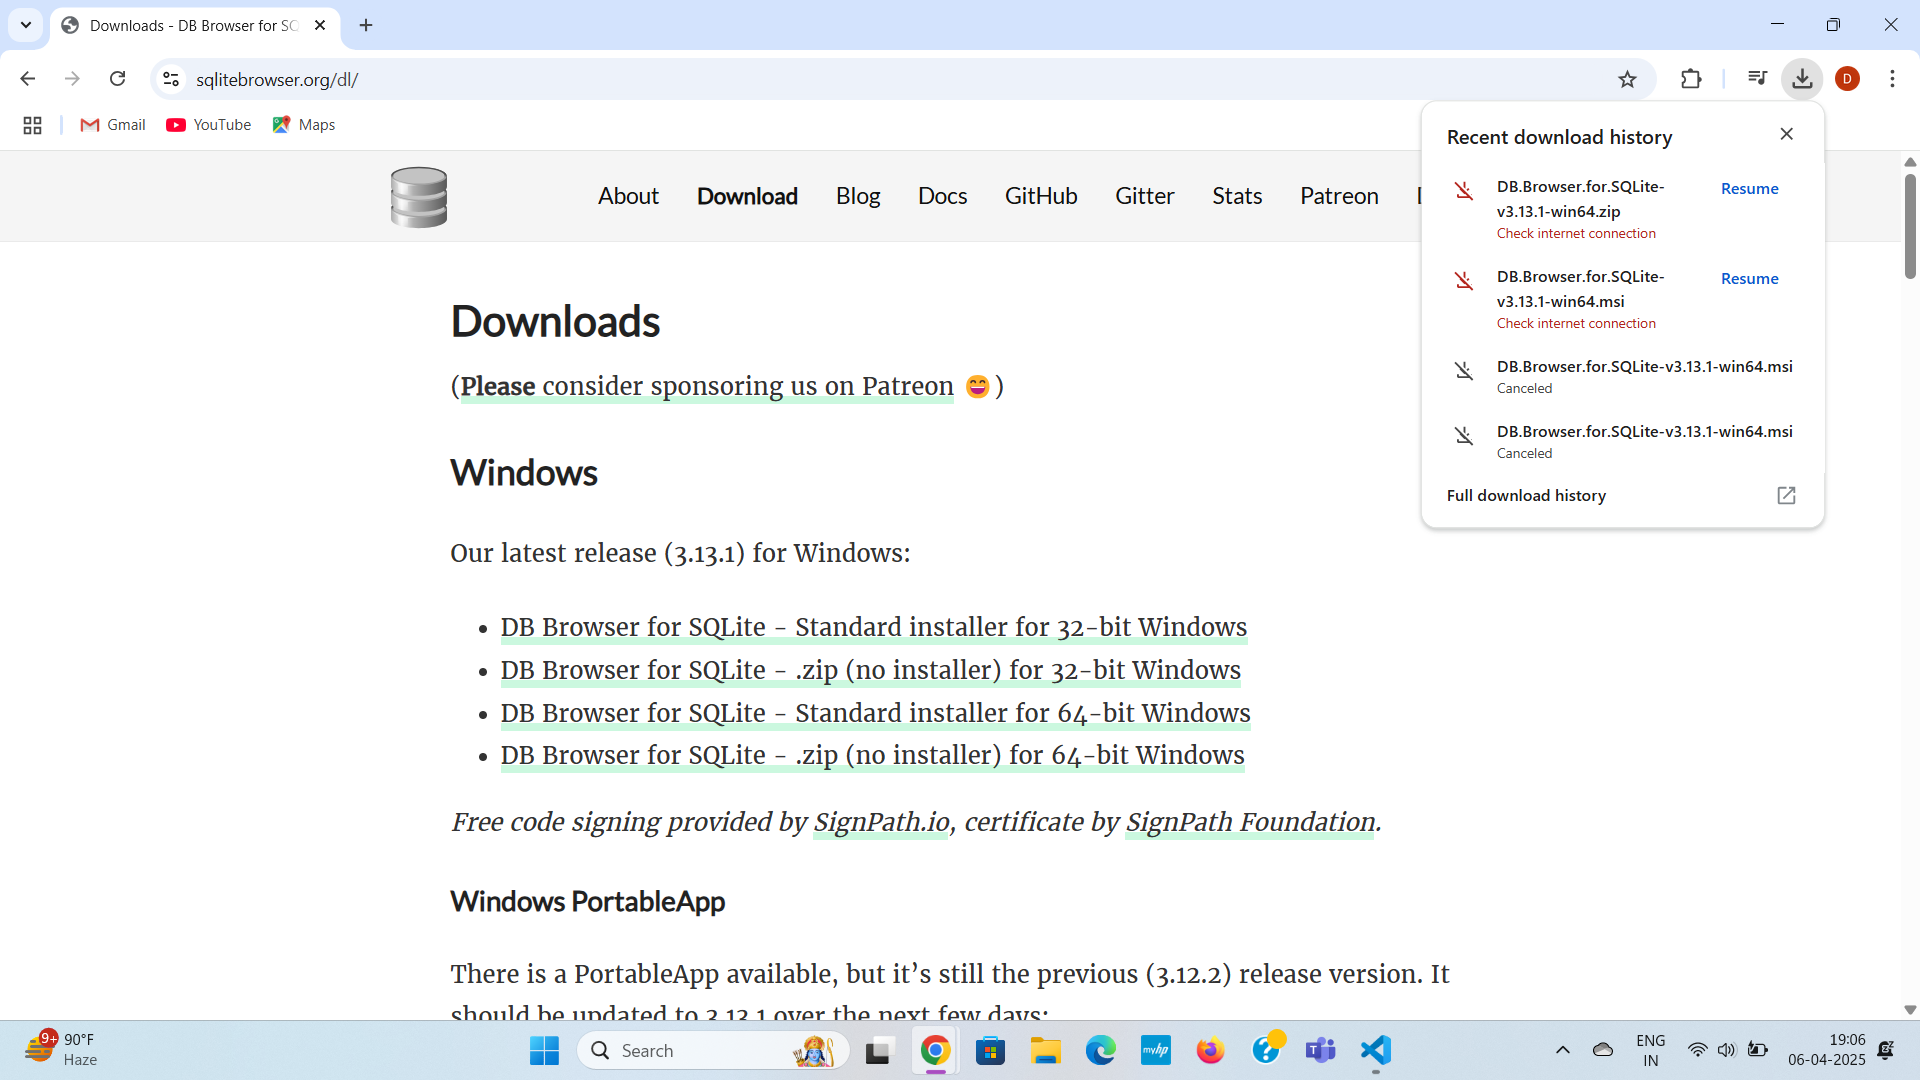 Downloads - DB Browser for SQ
sqlitebrowser.org/dl/
D
Gmail
YouTube
Maps
Recent download history
DB.Browser.for.SQLite-
v3.13.1-win64.zip
Resume
Check internet connection
DB.Browser.for.SQLite-
v3.13.1-win64.msi
Resume
Check internet connection
DB.Browser.for.SQLite-v3.13.1-win64.msi
Canceled
DB.Browser.for.SQLite-v3.13.1-win64.msi
Canceled
Full download history
About Download Blog Docs GitHub Gitter Stats Patreon
Downloads
(Please consider sponsoring us on Patreon 😄)
Windows
Our latest release (3.13.1) for Windows:
• DB Browser for SQLite - Standard installer for 32-bit Windows
• DB Browser for SQLite - .zip (no installer) for 32-bit Windows
• DB Browser for SQLite - Standard installer for 64-bit Windows
• DB Browser for SQLite - .zip (no installer) for 64-bit Windows
Free code signing provided by SignPath.io, certificate by SignPath Foundation.
Windows PortableApp
There is a PortableApp available, but it’s still the previous (3.12.2) release version. It
should be updated to 3.13.1 over the next few days:
9+
90°F
Haze
Search
myhp
ENG
IN
19:06
06-04-2025